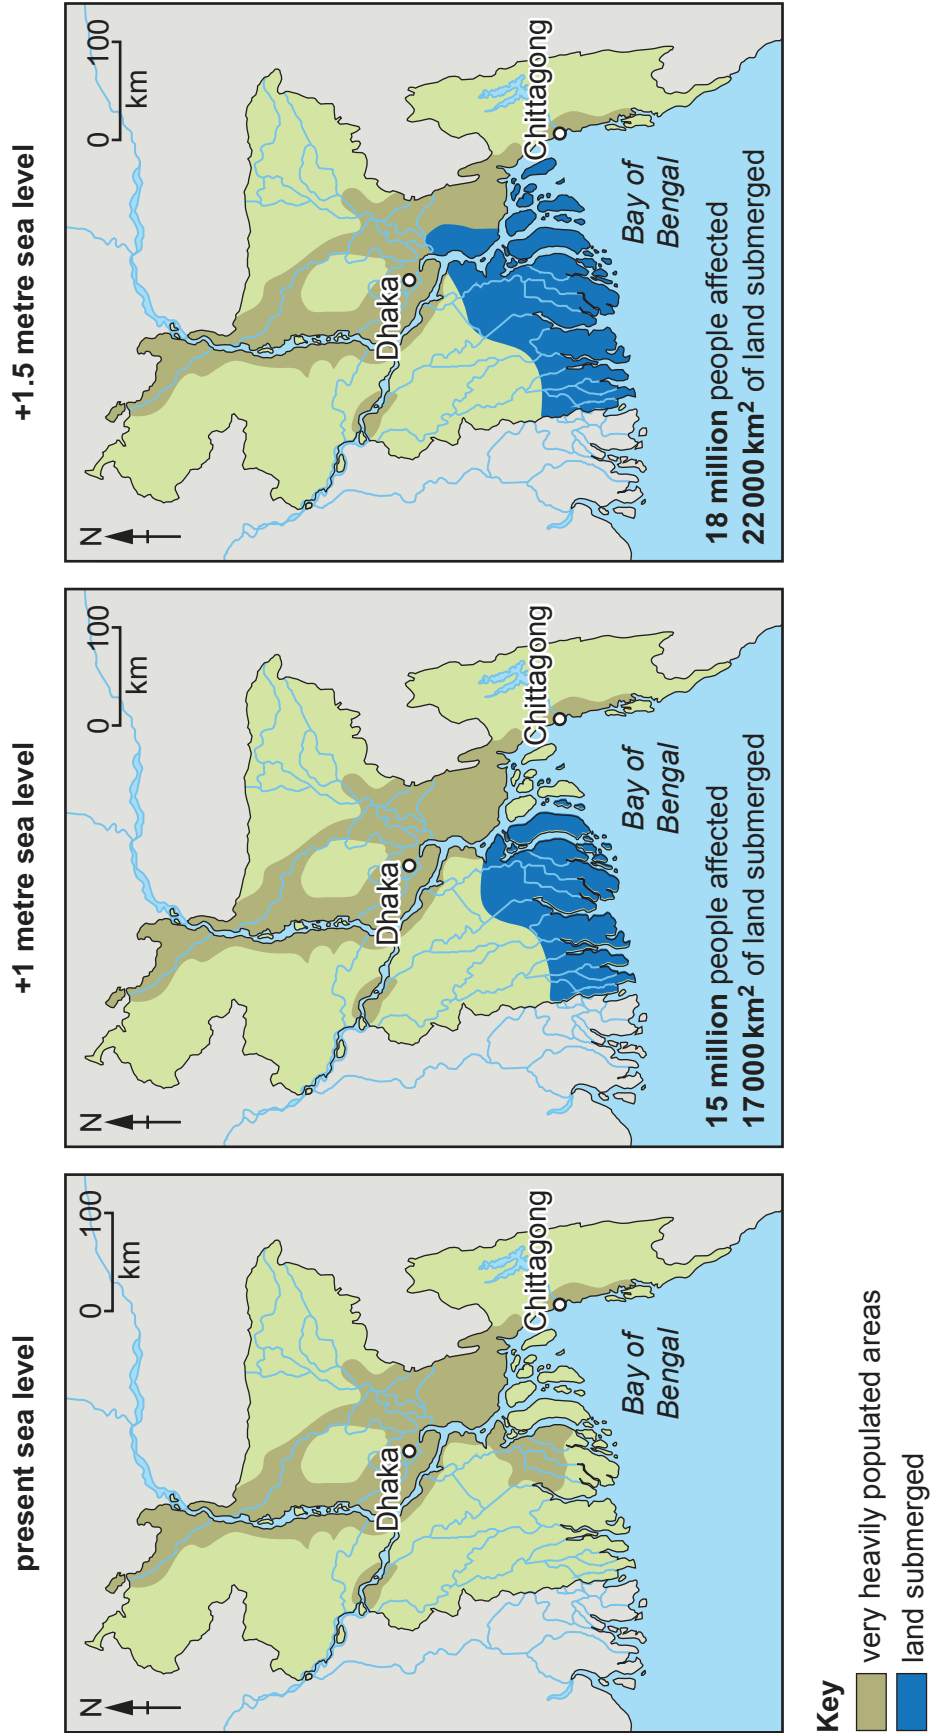 present sea level
N
0 100
km
Dhaka
Chittagong
Bay of
Bengal
+1 metre sea level
N
0 100
km
Dhaka
Chittagong
Bay of
Bengal
15 million people affected
17 000 km² of land submerged
+1.5 metre sea level
N
0 100
km
Dhaka
Chittagong
Bay of
Bengal
18 million people affected
22 000 km² of land submerged
Key
very heavily populated areas
land submerged